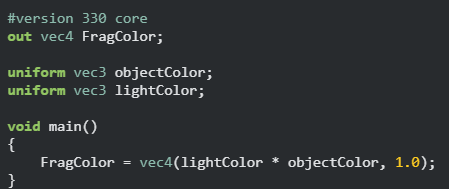 #version 330 core
out vec4 FragColor;

uniform vec3 objectColor;
uniform vec3 lightColor;

void main()
{
    FragColor = vec4(lightColor * objectColor, 1.0);
}